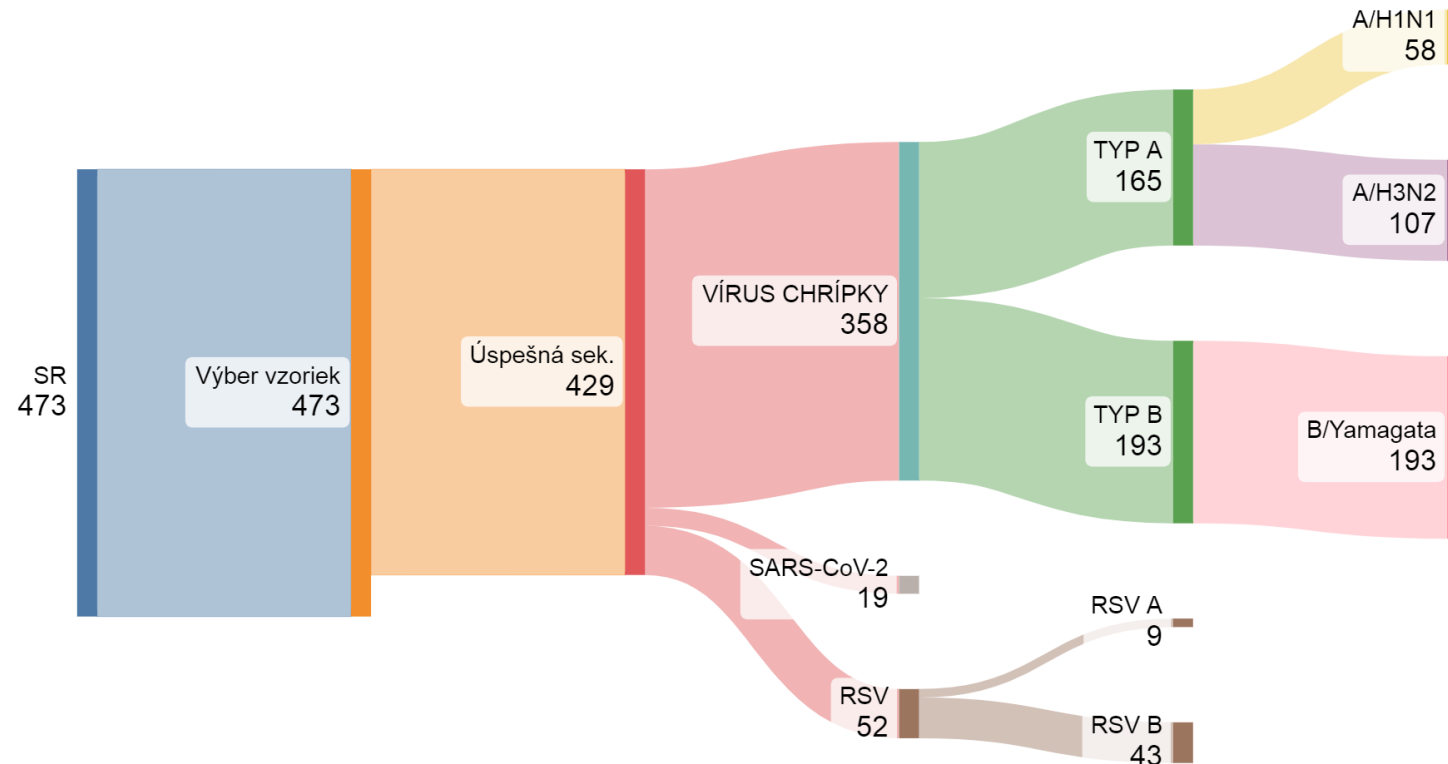 SR
473
Výber vzoriek
473
Úspešná sek.
429
VÍRUS CHRÍPKY
358
SARS-CoV-2
19
RSV
52
TYP A
165
TYP B
193
RSV A
9
RSV B
43
A/H1N1
58
A/H3N2
107
B/Yamagata
193